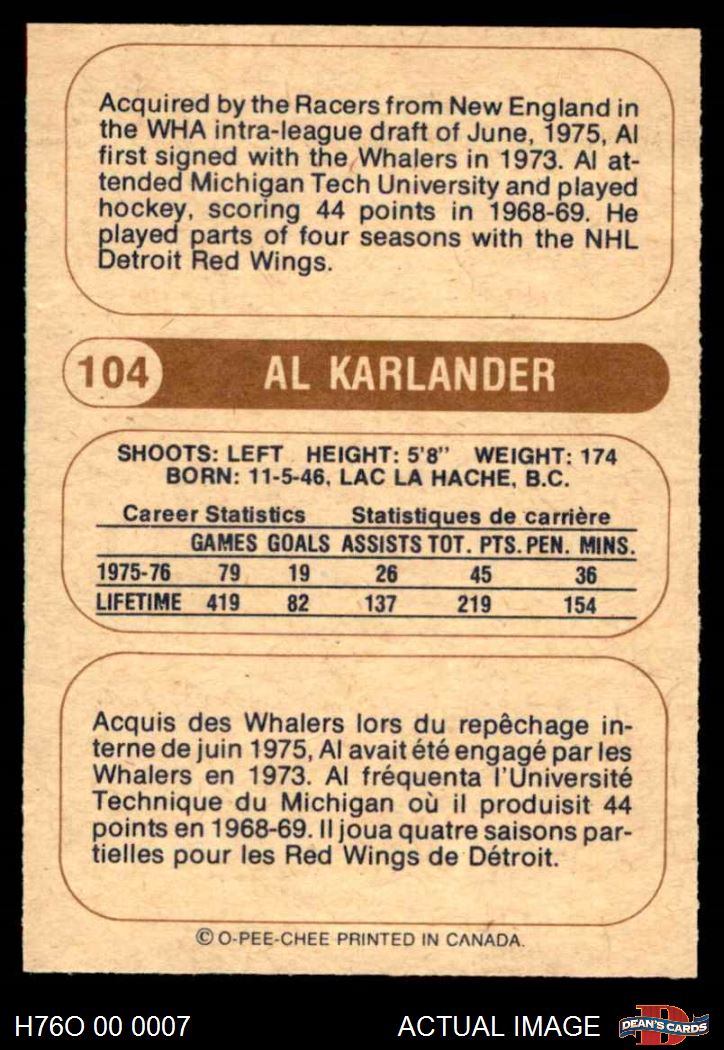 Acquired by the Racers from New England in
the WHA intra-league draft of June, 1975, Al
first signed with the Whalers in 1973. Al at-
tended Michigan Tech University and played
hockey, scoring 44 points in 1968-69. He
played parts of four seasons with the NHL
Detroit Red Wings.
104 AL KARLANDER
SHOOTS: LEFT HEIGHT: 5'8" WEIGHT: 174
BORN: 11-5-46, LAC LA HACHE, B.C.
Career Statistics Statistiques de carrière
GAMES GOALS ASSISTS TOT. PTS. PEN. MINS.
1975-76 79 19 26 45 36
LIFETIME 419 82 137 219 154
Acquis des Whalers lors du repêchage in-
terne de juin 1975, Al avait été engagé par les
Whalers en 1973. Al fréquenta l'Université
Technique du Michigan où il produisit 44
points en 1968-69. Il joua quatre saisons par-
tielles pour les Red Wings de Détroit.
© O-PEE-CHEE PRINTED IN CANADA.
H76O 00 0007 ACTUAL IMAGE D DEAN'S CARDS